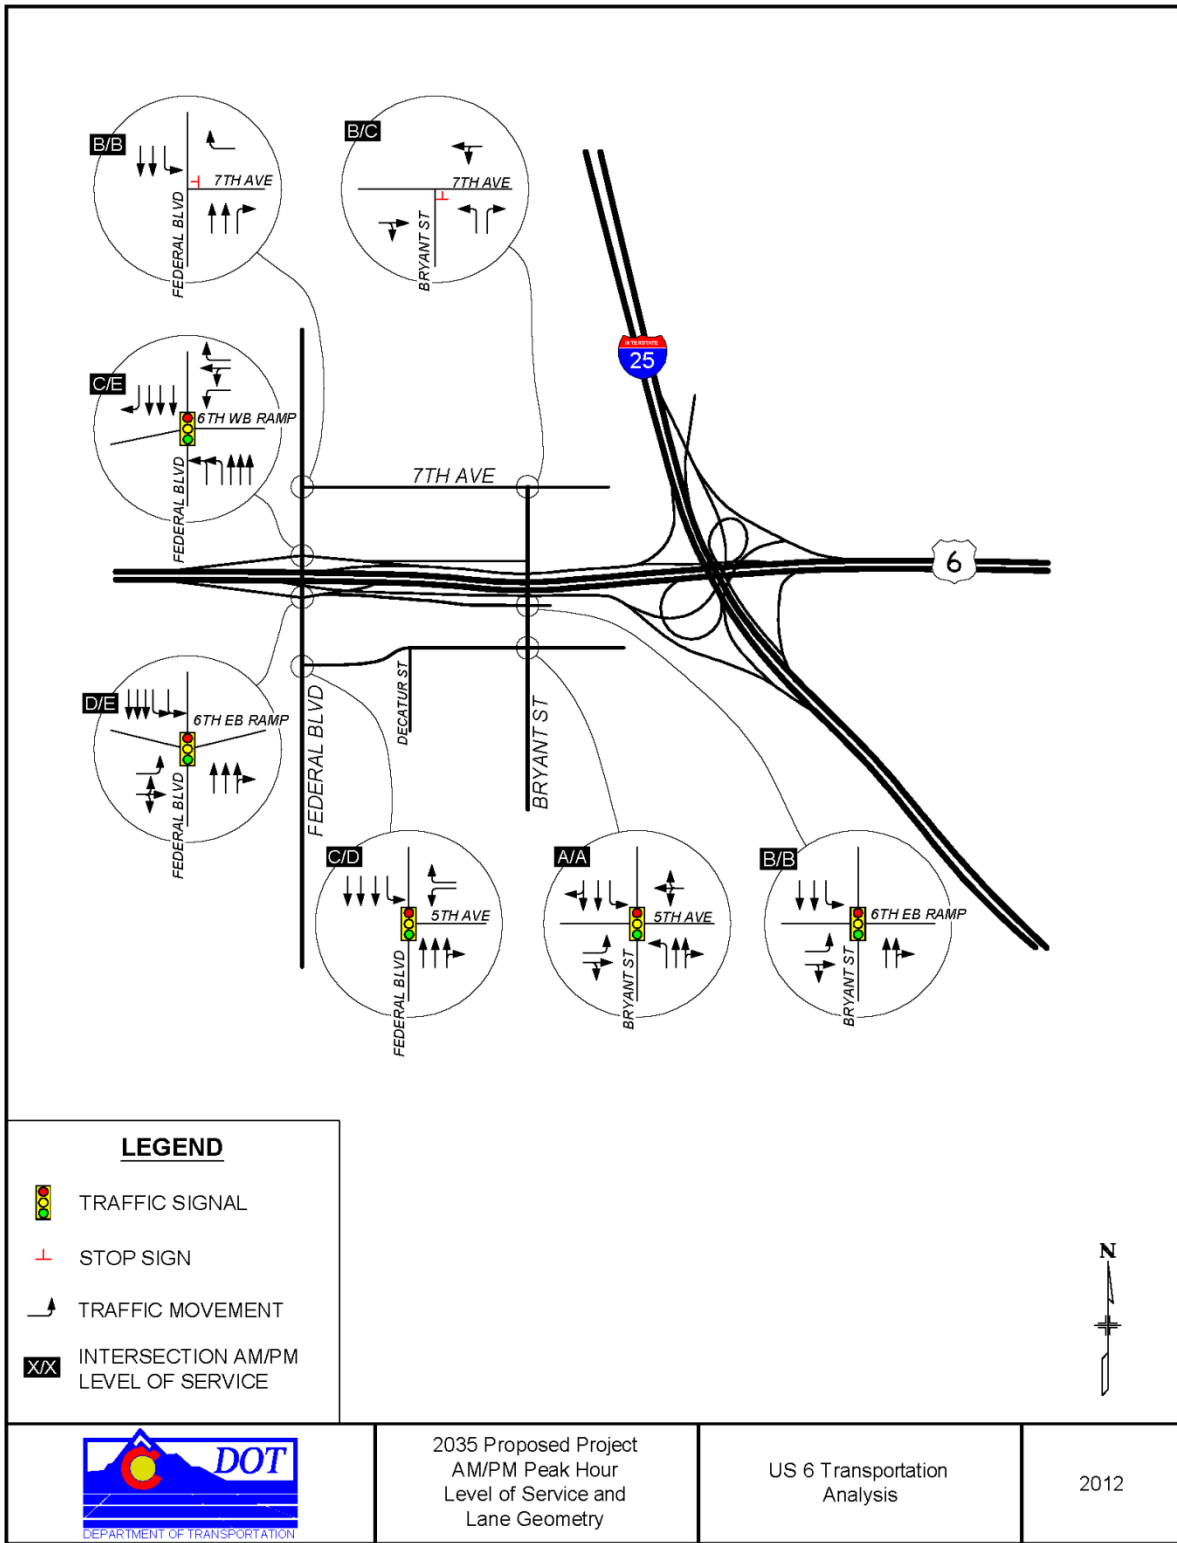 B/B
7TH AVE
FEDERAL BLVD
B/C
7TH AVE
BRYANT ST
INTERSTATE
25
C/E
6TH WB RAMP
FEDERAL BLVD
7TH AVE
6
D/E
6TH EB RAMP
FEDERAL BLVD
FEDERAL BLVD
DECATUR ST
BRYANT ST
C/D
5TH AVE
FEDERAL BLVD
A/A
5TH AVE
BRYANT ST
B/B
6TH EB RAMP
BRYANT ST
LEGEND
TRAFFIC SIGNAL
STOP SIGN
TRAFFIC MOVEMENT
X/X
INTERSECTION AM/PM
LEVEL OF SERVICE
N
DOT
DEPARTMENT OF TRANSPORTATION
2035 Proposed Project
AM/PM Peak Hour
Level of Service and
Lane Geometry
US 6 Transportation
Analysis
2012